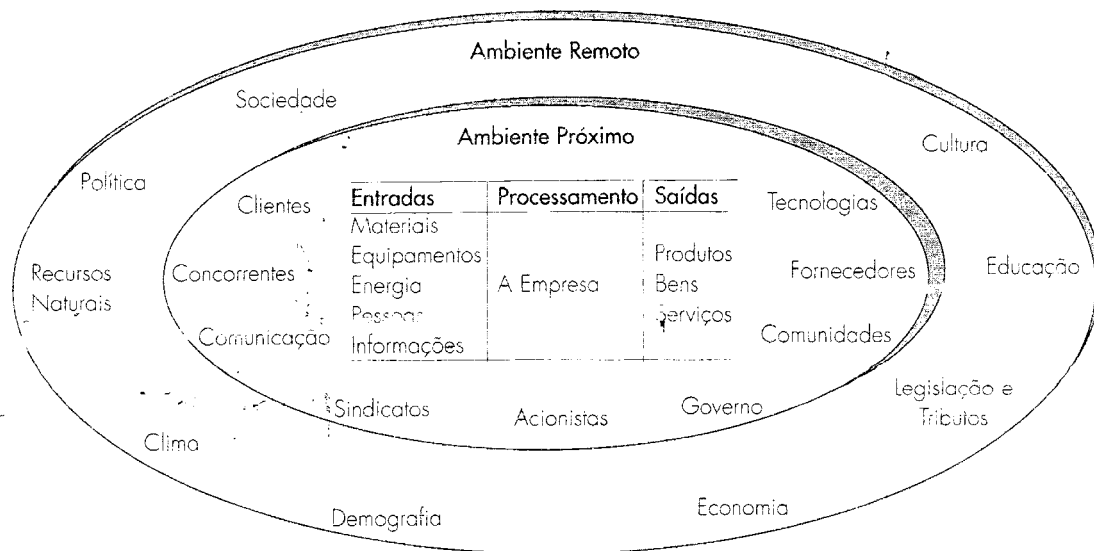 Ambiente Remoto
Sociedade
Ambiente Próximo
Cultura
Política
Clientes
Entradas Processamento Saídas
Tecnologias
Materiais
Equipamentos
Energia
Pessoas
Informações
A Empresa
Produtos
Bens
Serviços
Recursos
Naturais
Concorrentes
Fornecedores
Educação
Comunicação
Comunidades
Sindicatos
Acionistas
Governo
Legislação e
Tributos
Clima
Demografia
Economia